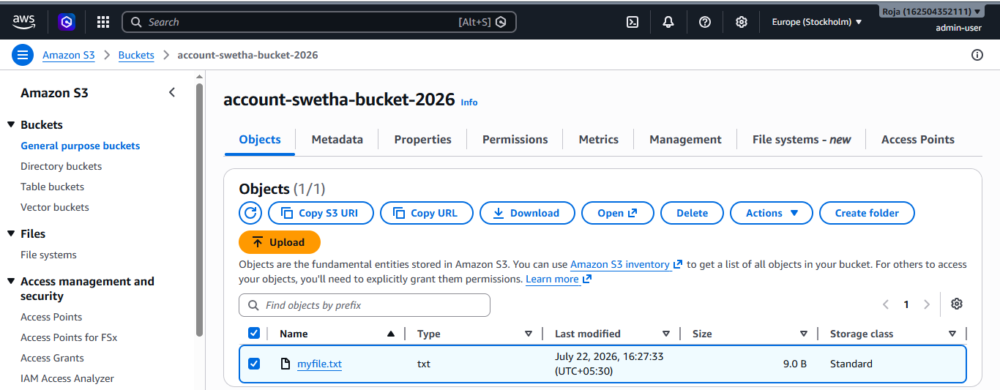 aws
Search [Alt+S]
Europe (Stockholm)
Roja (162504352111)
admin-user
Amazon S3 Buckets account-swetha-bucket-2026
Amazon S3
Buckets
General purpose buckets
Directory buckets
Table buckets
Vector buckets
Files
File systems
Access management and
security
Access Points
Access Points for FSx
Access Grants
IAM Access Analyzer
account-swetha-bucket-2026 Info
Objects Metadata Properties Permissions Metrics Management File systems - new Access Points
Objects (1/1)
Copy S3 URI Copy URL Download Open Delete Actions Create folder
Upload
Objects are the fundamental entities stored in Amazon S3. You can use Amazon S3 inventory to get a list of all objects in your bucket. For others to access
your objects, you'll need to explicitly grant them permissions. Learn more
Find objects by prefix
1
Name Type Last modified Size Storage class
myfile.txt txt July 22, 2026, 16:27:33 9.0 B Standard
(UTC+05:30)